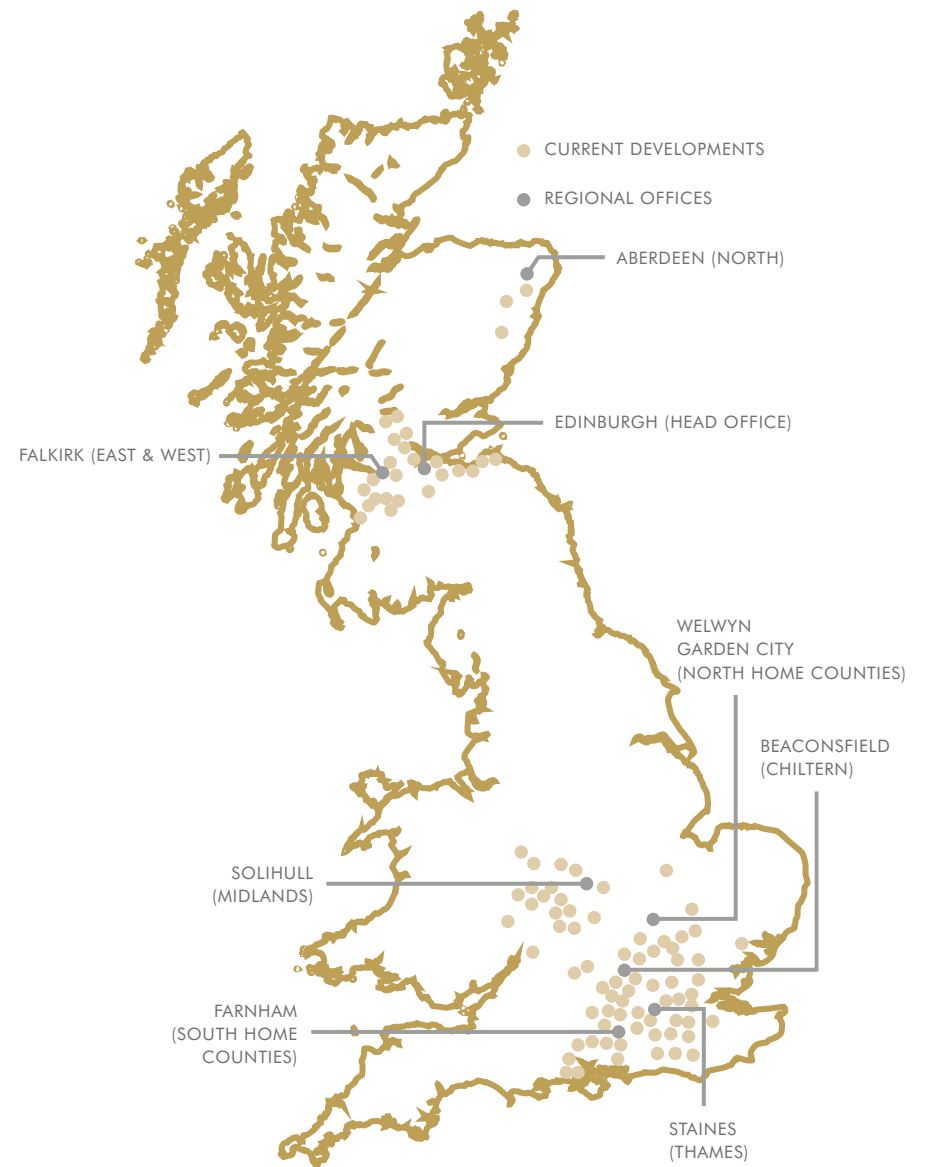 CURRENT DEVELOPMENTS
REGIONAL OFFICES
ABERDEEN (NORTH)
EDINBURGH (HEAD OFFICE)
FALKIRK (EAST & WEST)
WELWYN
GARDEN CITY
(NORTH HOME COUNTIES)
BEACONSFIELD
(CHILTERN)
SOLIHULL
(MIDLANDS)
FARNHAM
(SOUTH HOME
COUNTIES)
STAINES
(THAMES)